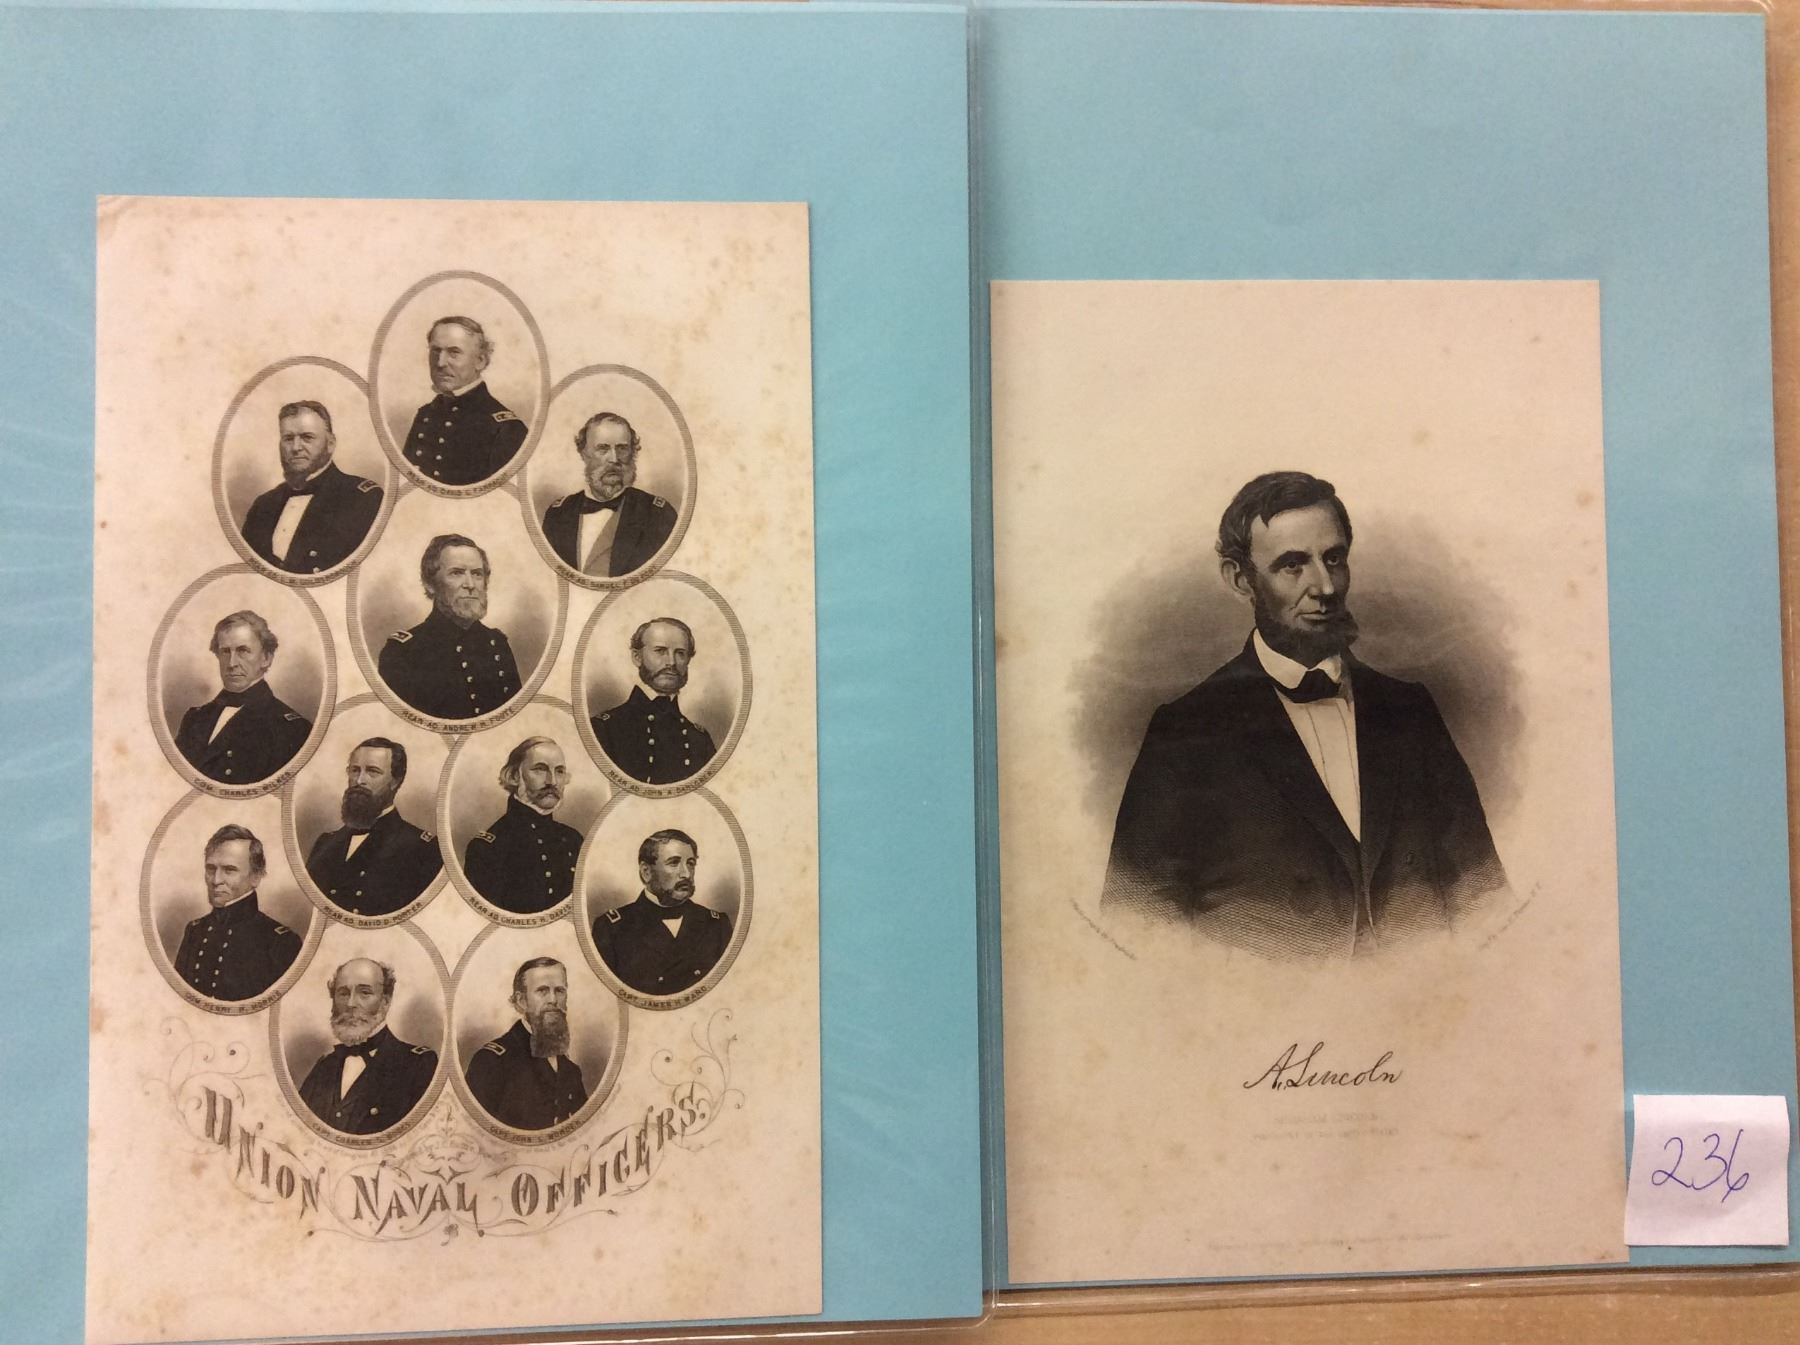 REAR AD. DAVID G. FARRAGUT
REAR AD. L. M. GOLDSBOROUGH
REAR AD. SAMUEL F. DUPONT
REAR AD. ANDREW H. FOOTE
COM. CHARLES WILKES
REAR AD. JOHN A. DAHLGREN
REAR AD. DAVID D. PORTER
REAR AD. CHARLES H. DAVIS
COM. HENRY W. MORRIS
CAPT. JAMES H. WARD
CAPT. CHARLES S. BOGGS
CAPT. JOHN L. WORDEN
UNION NAVAL OFFICERS.
A. Lincoln
236